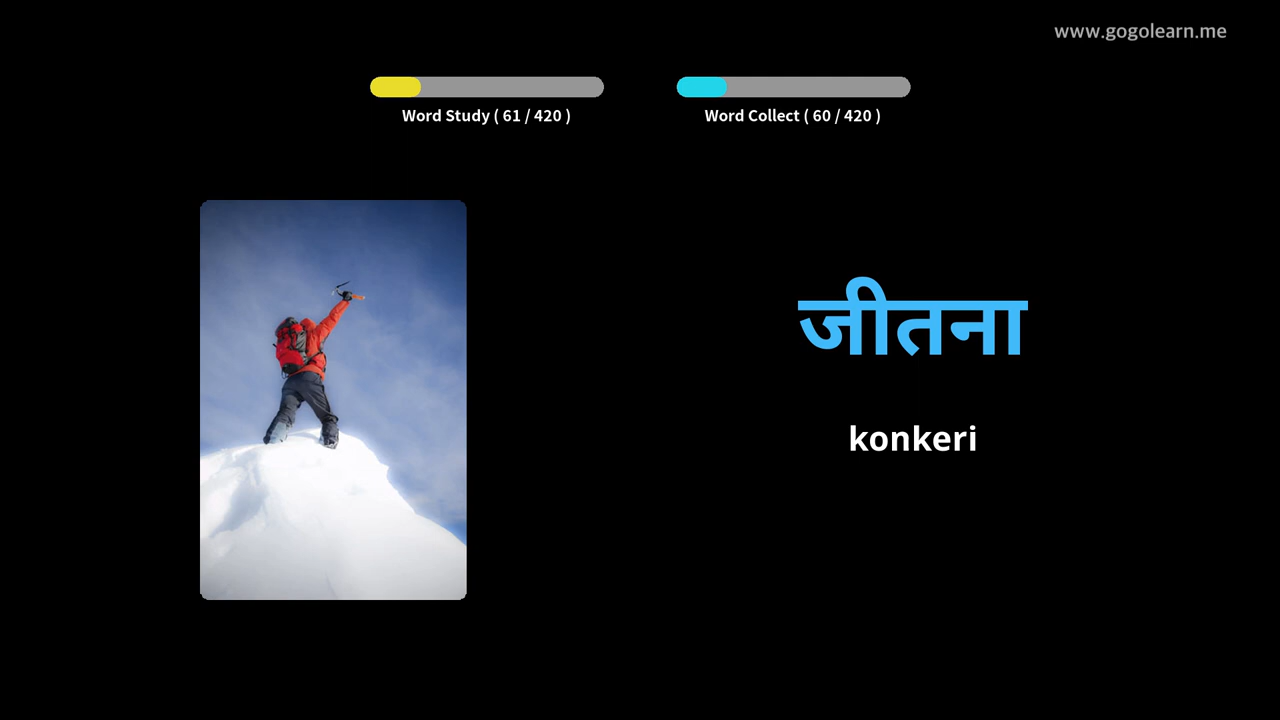 www.gogolearn.me
Word Study ( 61 / 420 )
Word Collect ( 60 / 420 )
जीतना
konkeri